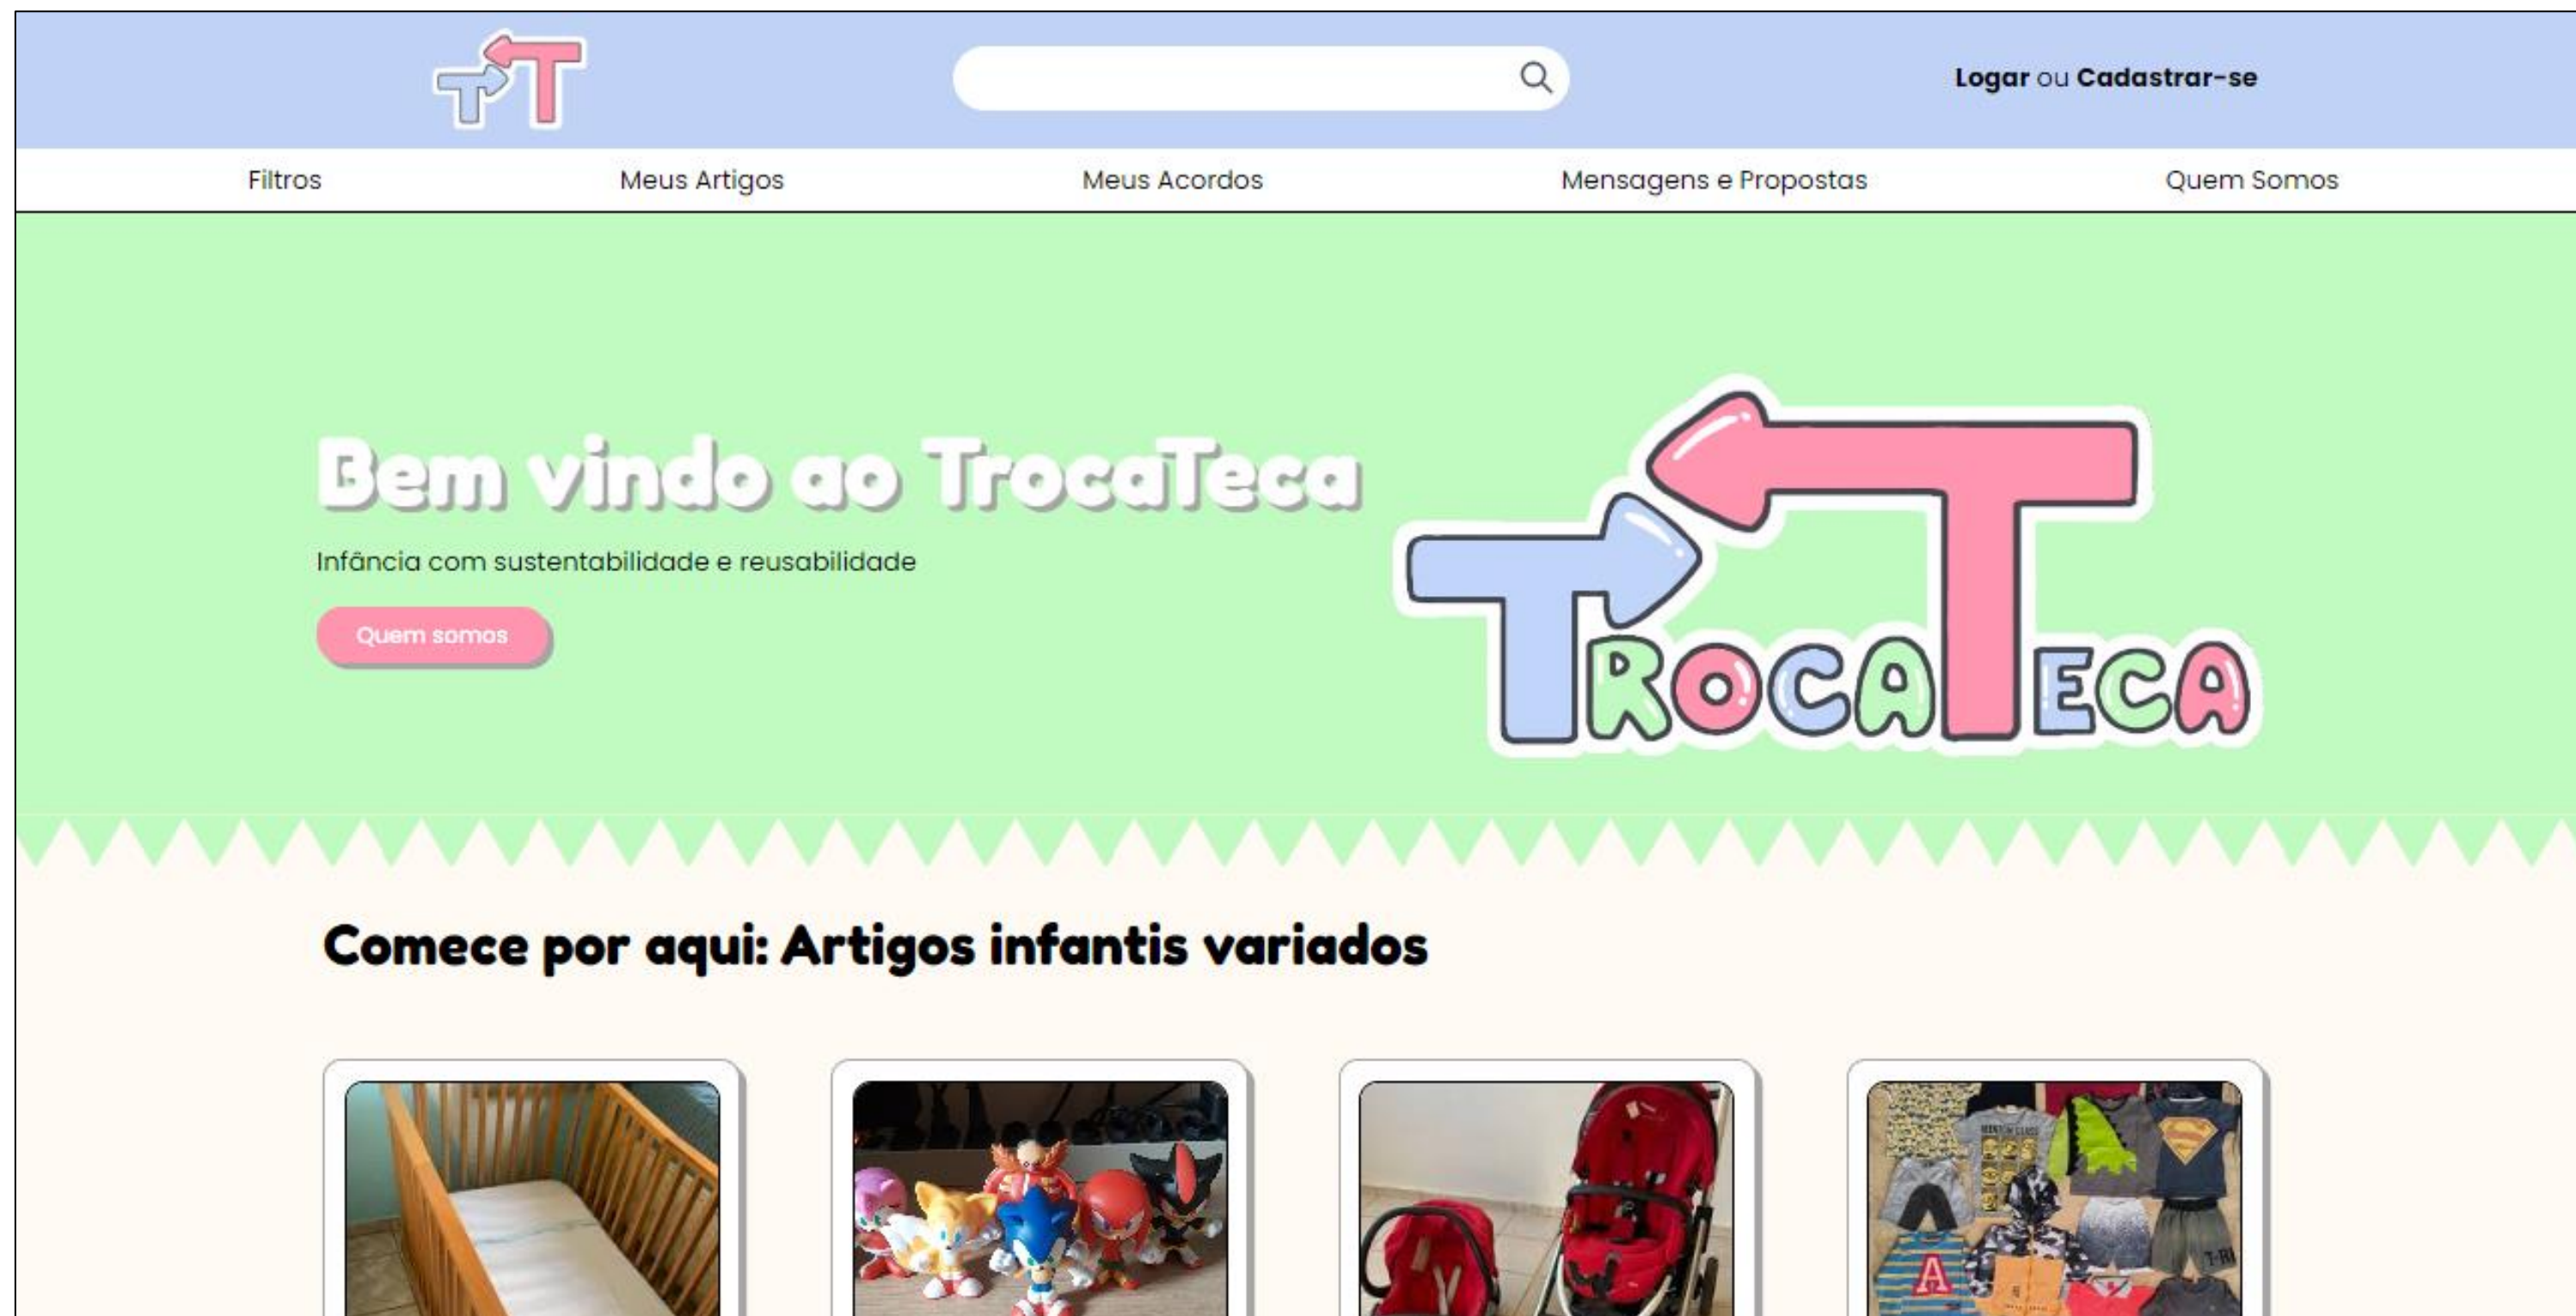 TT
Logar ou Cadastrar-se
Filtros
Meus Artigos
Meus Acordos
Mensagens e Propostas
Quem Somos
Bem vindo ao TrocaTeca
Infância com sustentabilidade e reusabilidade
Quem somos
TROCATECA
Comece por aqui: Artigos infantis variados
A